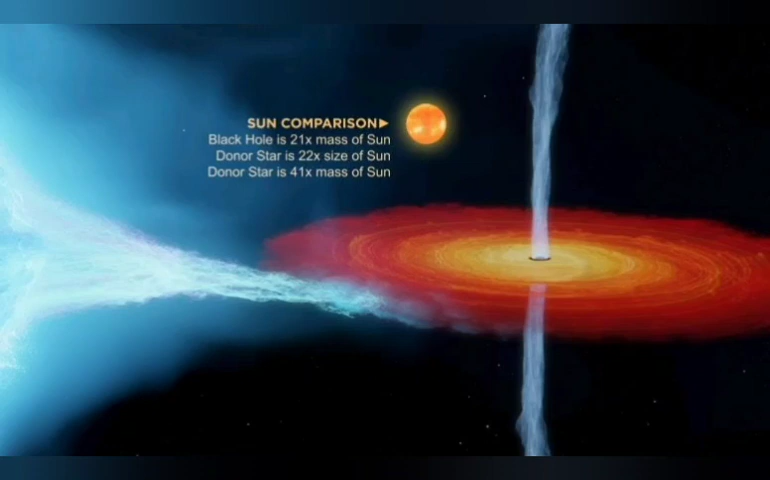 SUN COMPARISON▶
Black Hole is 21x mass of Sun
Donor Star is 22x size of Sun
Donor Star is 41x mass of Sun